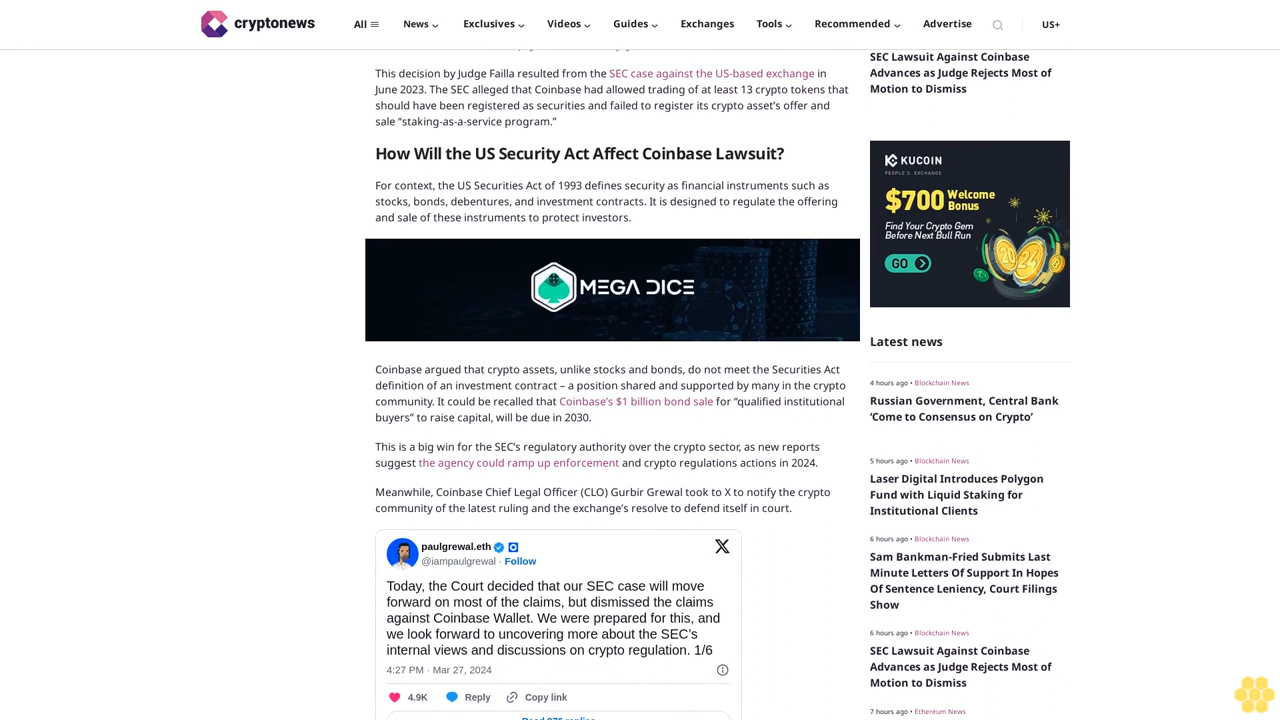 cryptonews
All
News
Exclusives
Videos
Guides
Exchanges
Tools
Recommended
Advertise
US+
This decision by Judge Failla resulted from the SEC case against the US-based exchange in
June 2023. The SEC alleged that Coinbase had allowed trading of at least 13 crypto tokens that
should have been registered as securities and failed to register its crypto asset’s offer and
sale “staking-as-a-service program.”
How Will the US Security Act Affect Coinbase Lawsuit?
For context, the US Securities Act of 1993 defines security as financial instruments such as
stocks, bonds, debentures, and investment contracts. It is designed to regulate the offering
and sale of these instruments to protect investors.
MEGA DICE
Coinbase argued that crypto assets, unlike stocks and bonds, do not meet the Securities Act
definition of an investment contract – a position shared and supported by many in the crypto
community. It could be recalled that Coinbase’s $1 billion bond sale for “qualified institutional
buyers” to raise capital, will be due in 2030.
This is a big win for the SEC’s regulatory authority over the crypto sector, as new reports
suggest the agency could ramp up enforcement and crypto regulations actions in 2024.
Meanwhile, Coinbase Chief Legal Officer (CLO) Gurbir Grewal took to X to notify the crypto
community of the latest ruling and the exchange’s resolve to defend itself in court.
paulgrewal.eth
@iampaulgrewal · Follow
Today, the Court decided that our SEC case will move
forward on most of the claims, but dismissed the claims
against Coinbase Wallet. We were prepared for this, and
we look forward to uncovering more about the SEC’s
internal views and discussions on crypto regulation. 1/6
4:27 PM · Mar 27, 2024
4.9K
Reply
Copy link
SEC Lawsuit Against Coinbase
Advances as Judge Rejects Most of
Motion to Dismiss
KUCOIN
PEOPLE'S EXCHANGE
$700 Welcome
Bonus
Find Your Crypto Gem
Before Next Bull Run
GO
2024
Latest news
4 hours ago • Blockchain News
Russian Government, Central Bank
‘Come to Consensus on Crypto’
5 hours ago • Blockchain News
Laser Digital Introduces Polygon
Fund with Liquid Staking for
Institutional Clients
6 hours ago • Blockchain News
Sam Bankman-Fried Submits Last
Minute Letters Of Support In Hopes
Of Sentence Leniency, Court Filings
Show
6 hours ago • Blockchain News
SEC Lawsuit Against Coinbase
Advances as Judge Rejects Most of
Motion to Dismiss
7 hours ago • Ethereum News